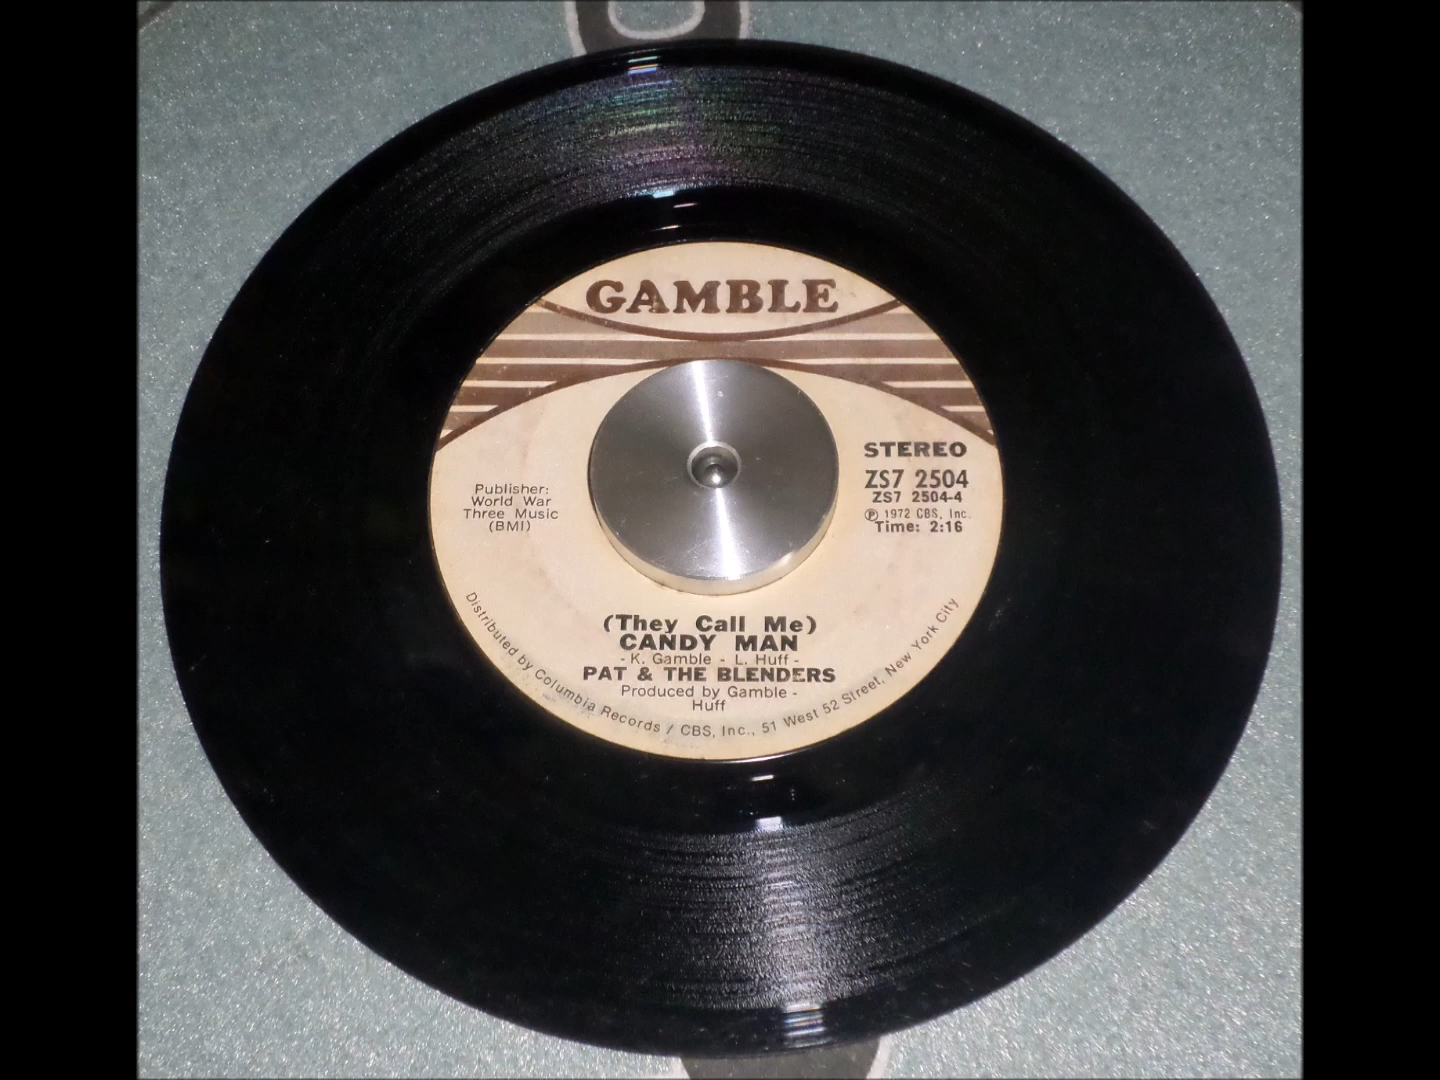 GAMBLE
STEREO
ZS7 2504
ZS7 2504-4
Ⓟ 1972 CBS, Inc.
Time: 2:16
Publisher:
World War
Three Music
(BMI)
(They Call Me)
CANDY MAN
- K. Gamble - L. Huff -
PAT & THE BLENDERS
Produced by Gamble -
Huff
Distributed by Columbia Records / CBS, Inc., 51 West 52 Street, New York City